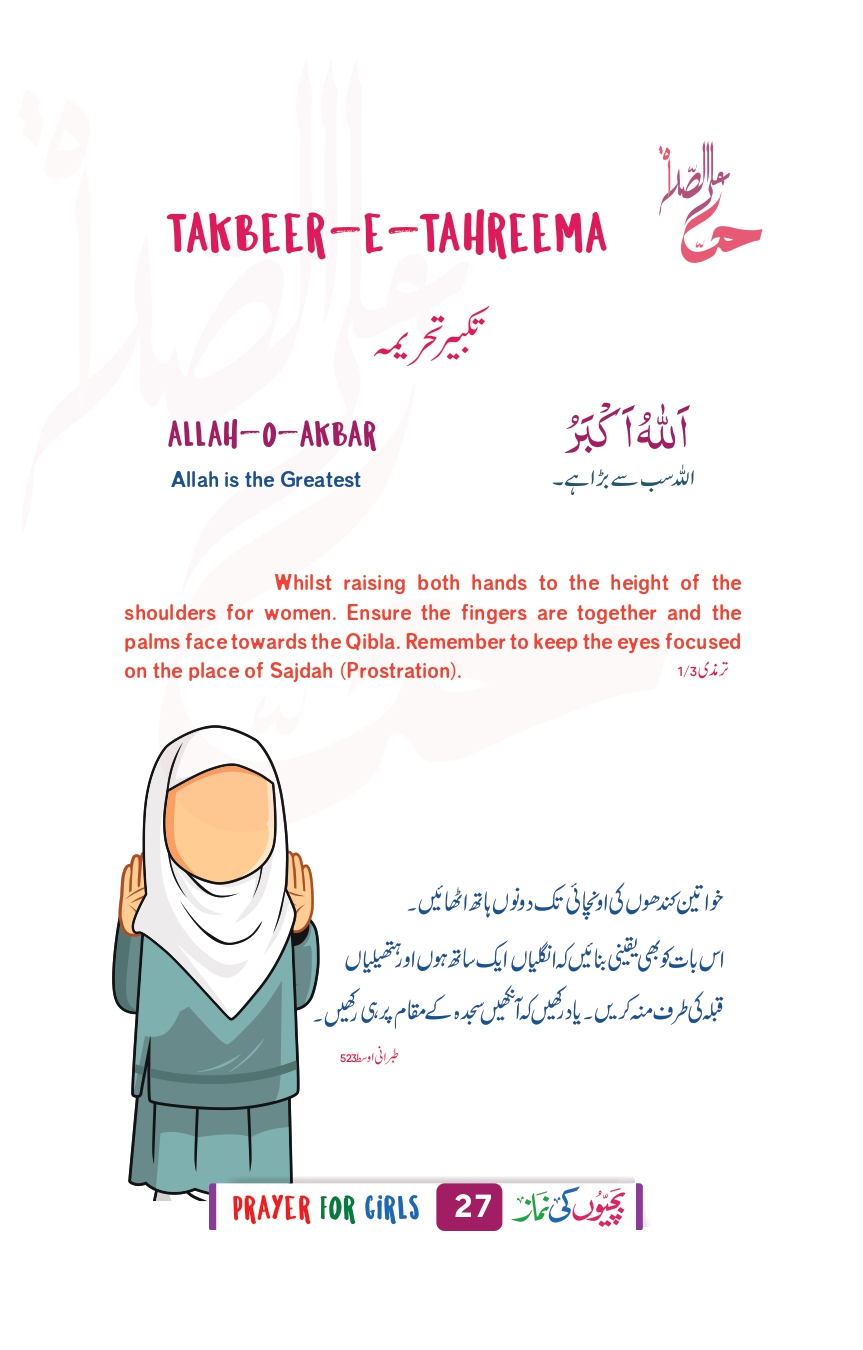 حی علی الصلاۃ
TAKBEER-E-TAHREEMA
تکبیر تحریمہ
ALLAH-O-AKBAR
اَللّٰهُ اَكْبَرُ
Allah is the Greatest
اللہ سب سے بڑا ہے۔
Whilst raising both hands to the height of the
shoulders for women. Ensure the fingers are together and the
palms face towards the Qibla. Remember to keep the eyes focused
on the place of Sajdah (Prostration).
ترمذی 1/3
خواتین کندھوں کی اونچائی تک دونوں ہاتھ اٹھائیں۔
اس بات کو بھی یقینی بنائیں کہ انگلیاں ایک ساتھ ہوں اور ہتھیلیاں
قبلہ کی طرف منہ کریں۔ یاد رکھیں کہ آنکھیں سجدہ کے مقام پر ہی رکھیں۔
طبرانی اوسط 523
PRAYER FOR GiRLS 27 بچیّوں کی نماز